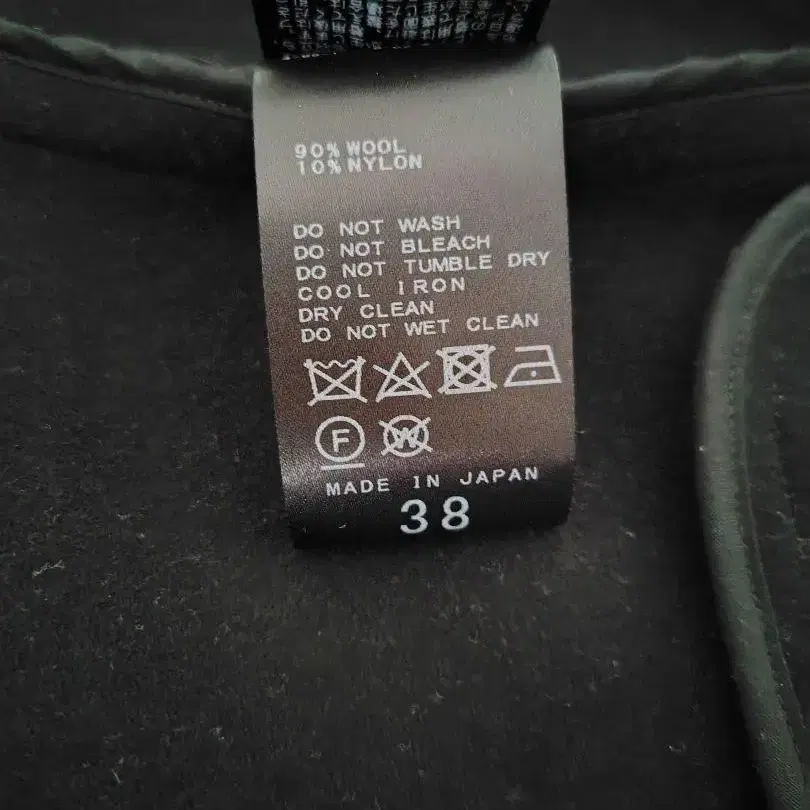 90% WOOL
10% NYLON
DO NOT WASH
DO NOT BLEACH
DO NOT TUMBLE DRY
COOL IRON
DRY CLEAN
DO NOT WET CLEAN
F W
MADE IN JAPAN
38